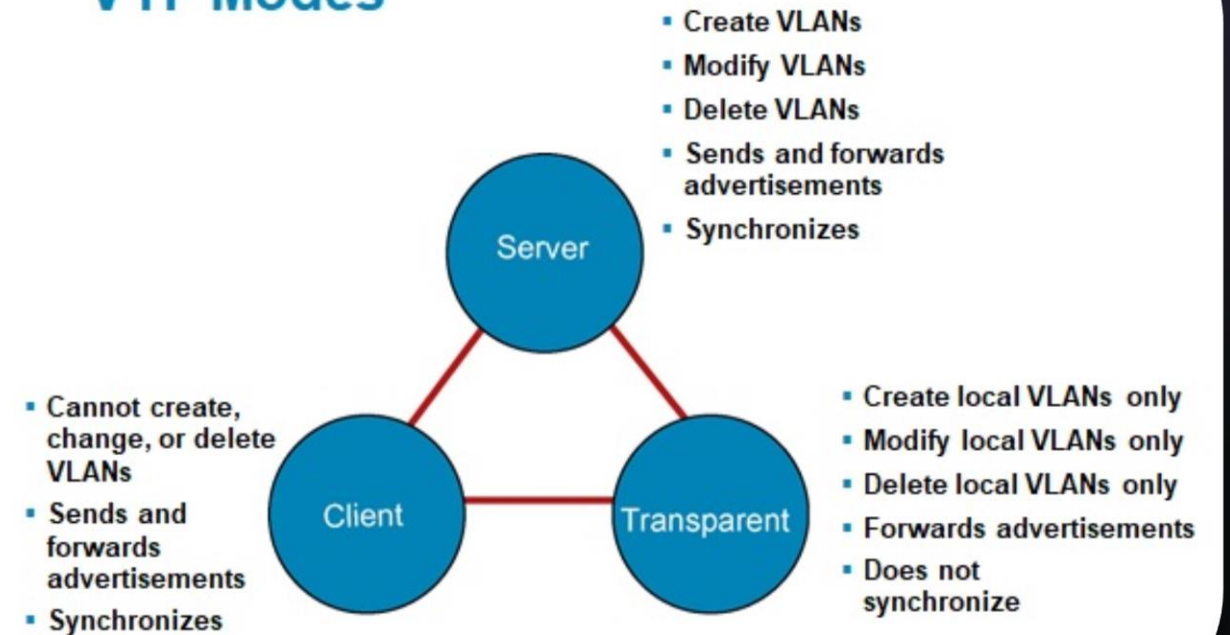 VTP Modes
Create VLANs
Modify VLANs
Delete VLANs
Sends and forwards
advertisements
Synchronizes
Server
Cannot create,
change, or delete
VLANs
Sends and
forwards
advertisements
Synchronizes
Client
Transparent
Create local VLANs only
Modify local VLANs only
Delete local VLANs only
Forwards advertisements
Does not
synchronize